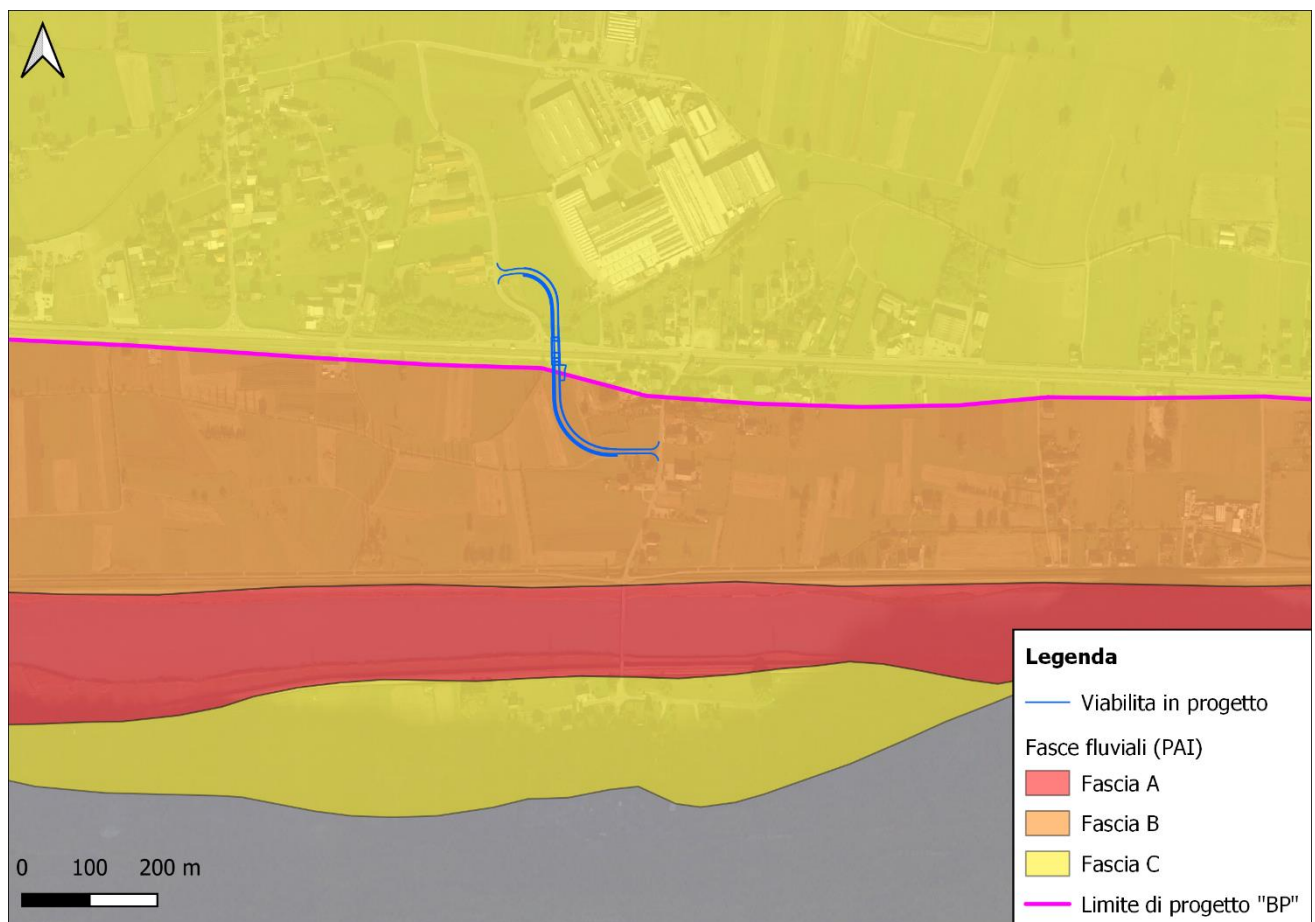 0 100 200 m
Legenda
Viabilita in progetto
Fasce fluviali (PAI)
Fascia A
Fascia B
Fascia C
Limite di progetto "BP"